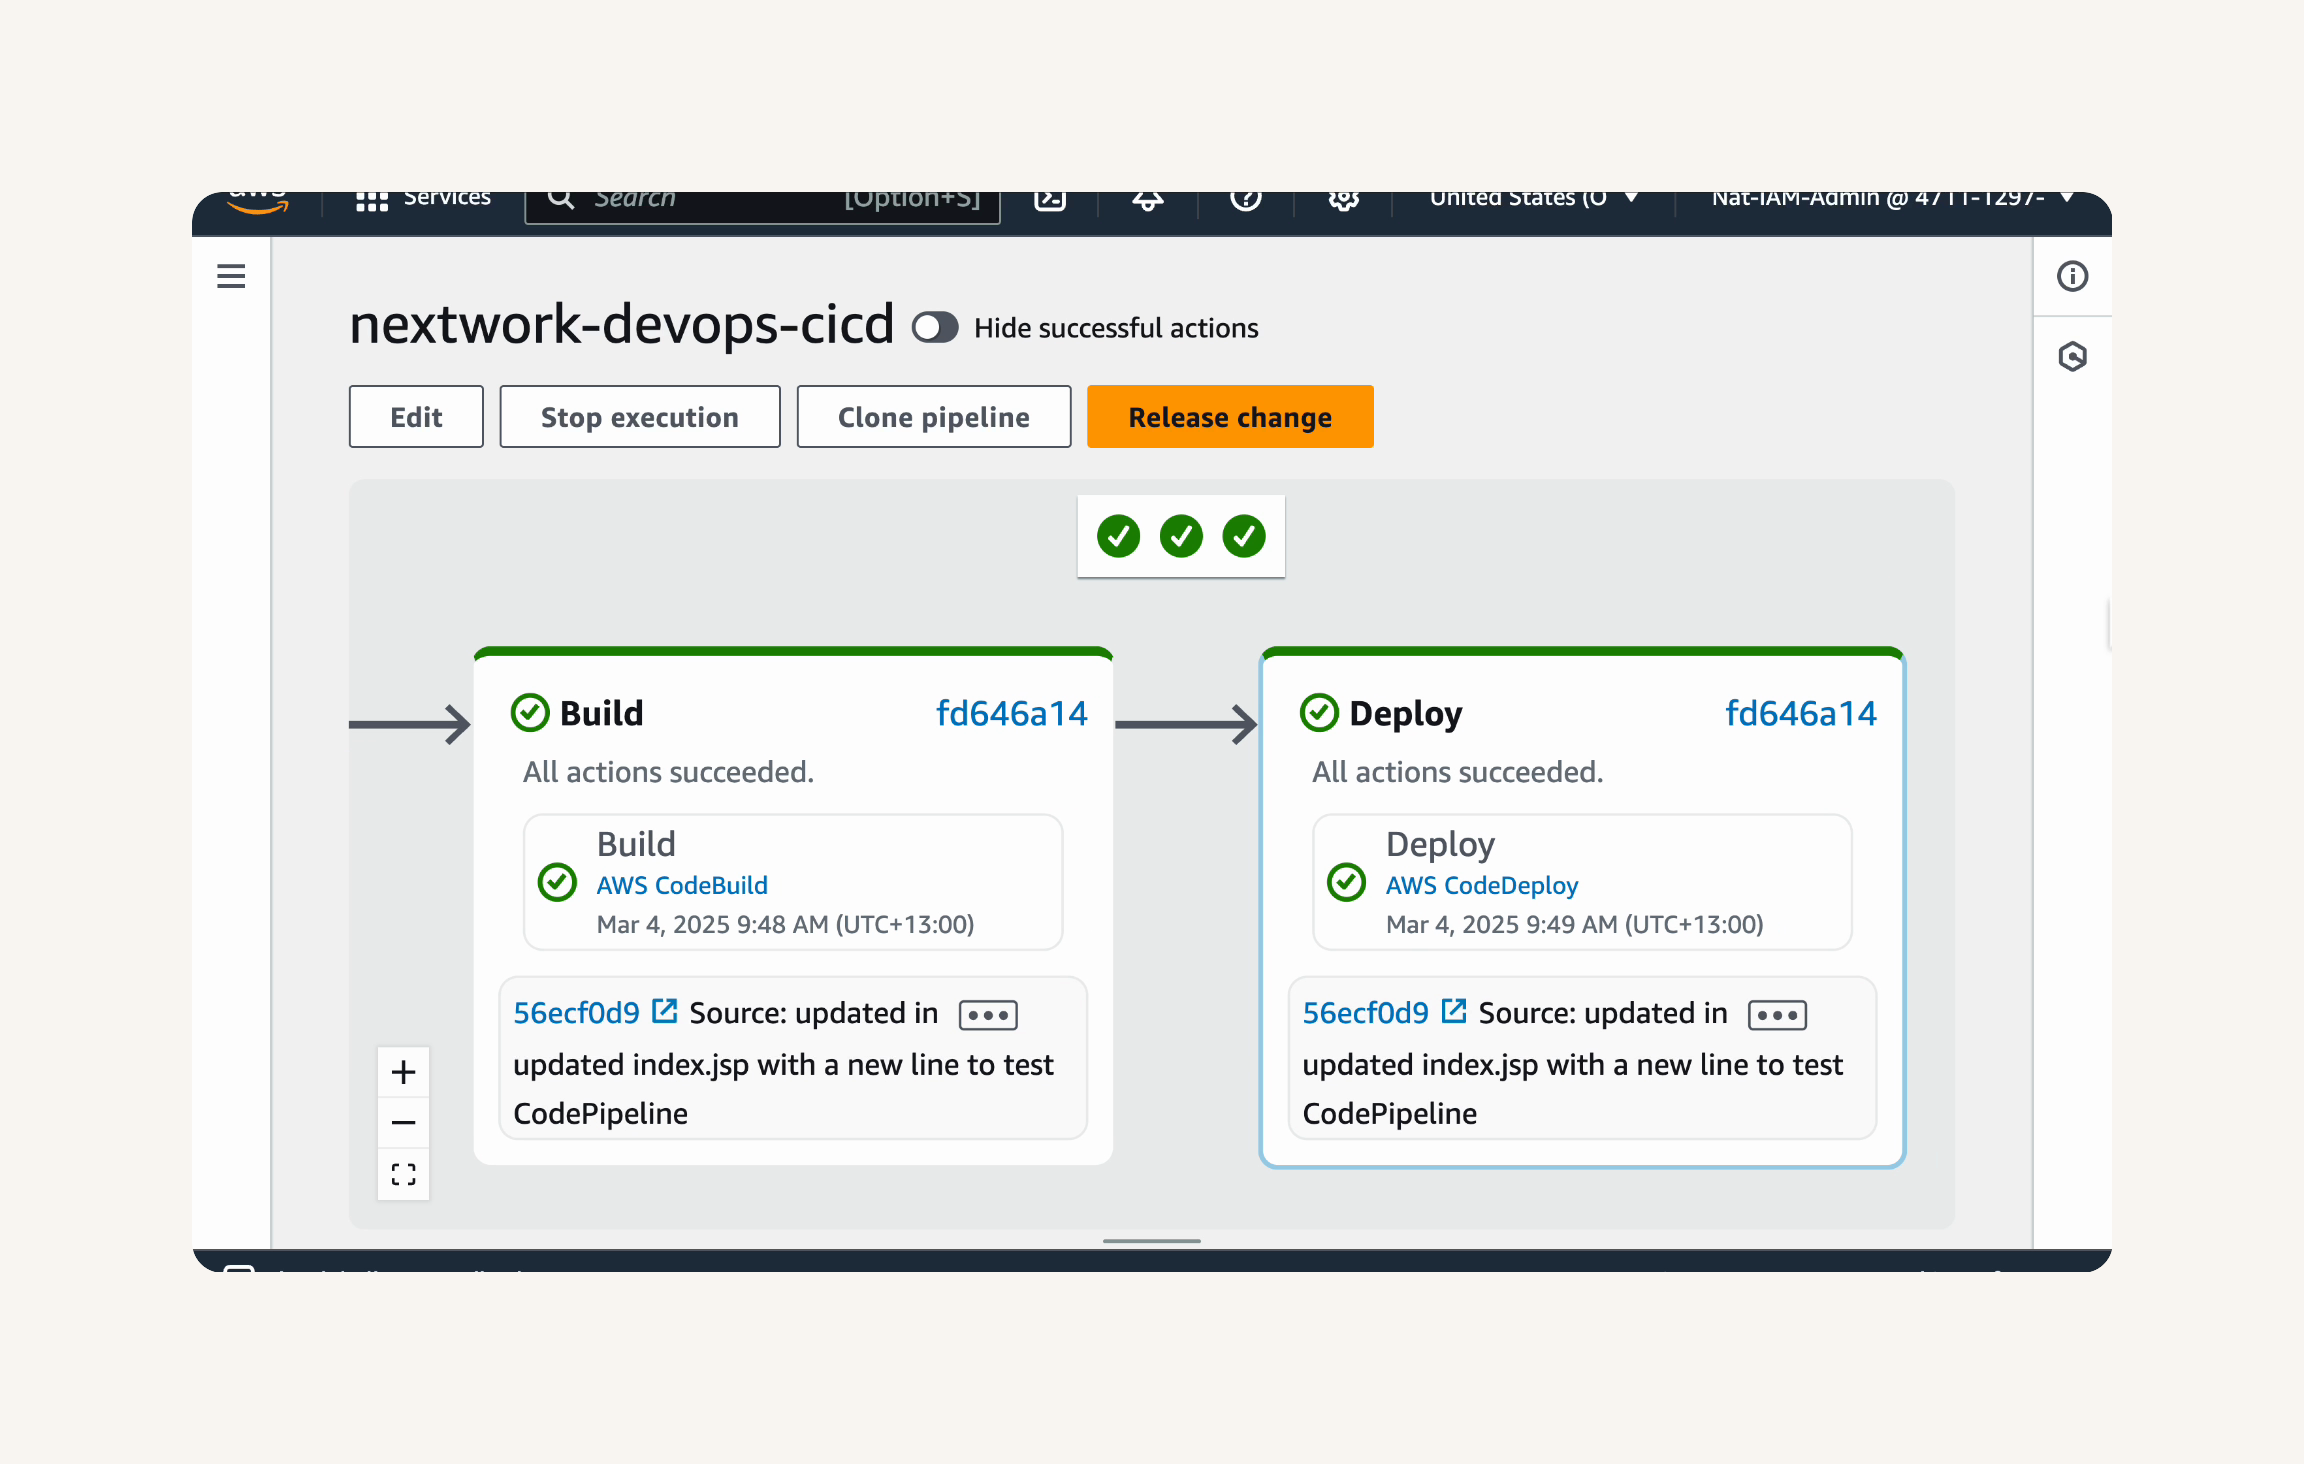 aws Services Search [Option+S] United States (O Nat-IAM-Admin @ 4711-1297-
nextwork-devops-cicd Hide successful actions
Edit Stop execution Clone pipeline Release change
Build fd646a14
All actions succeeded.
Build
AWS CodeBuild
Mar 4, 2025 9:48 AM (UTC+13:00)
56ecf0d9 Source: updated in
updated index.jsp with a new line to test
CodePipeline
Deploy fd646a14
All actions succeeded.
Deploy
AWS CodeDeploy
Mar 4, 2025 9:49 AM (UTC+13:00)
56ecf0d9 Source: updated in
updated index.jsp with a new line to test
CodePipeline